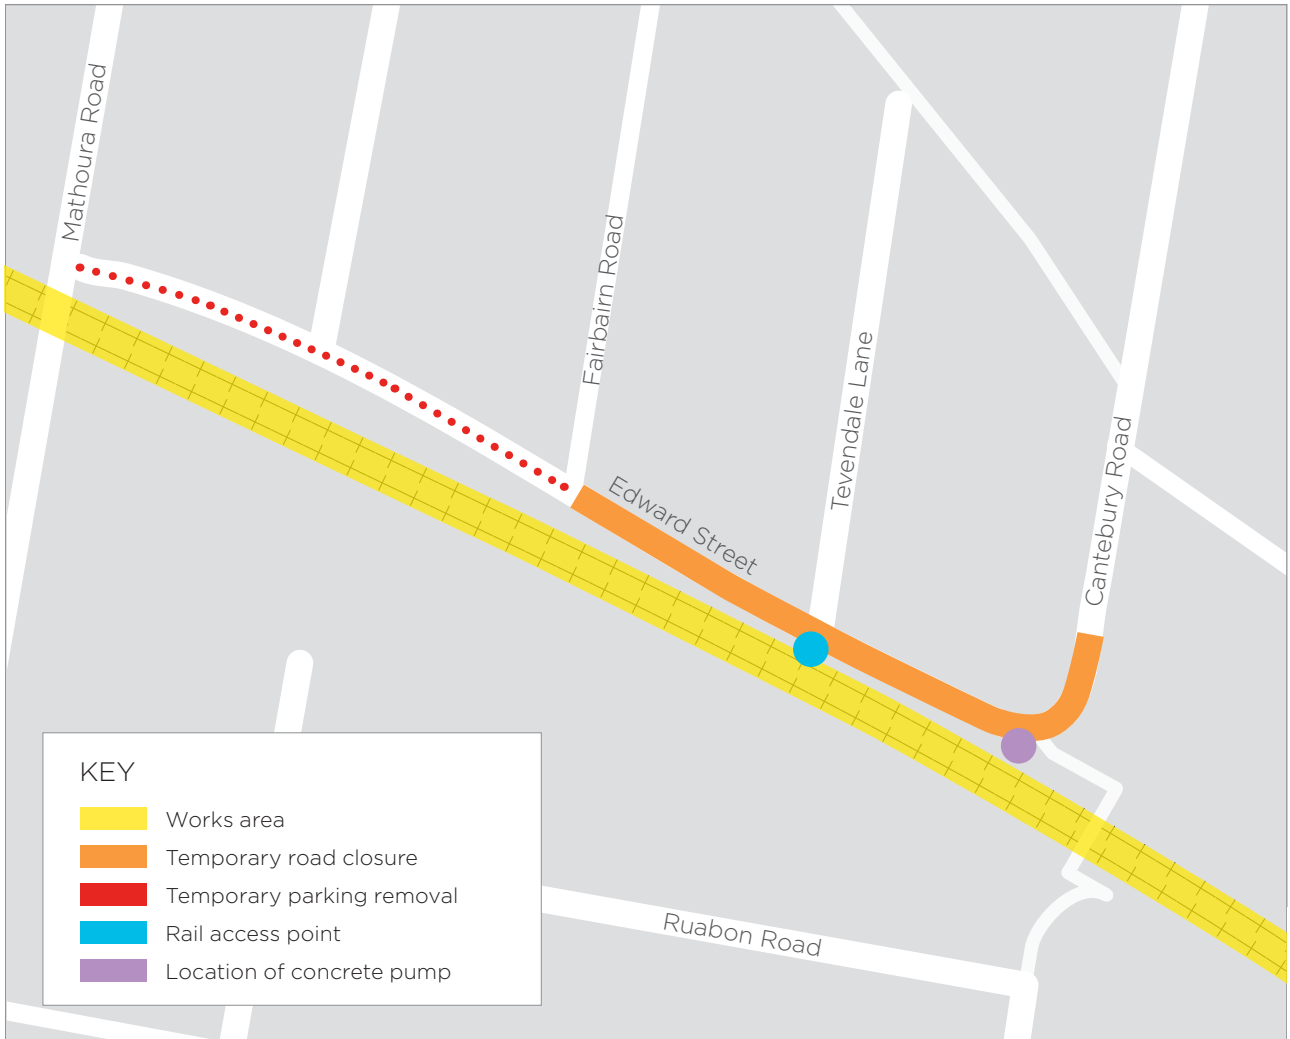 Mathoura Road
Fairbairn Road
Tevendale Lane
Cantebury Road
Edward Street
KEY
Works area
Temporary road closure
Temporary parking removal
Rail access point
Location of concrete pump
Ruabon Road